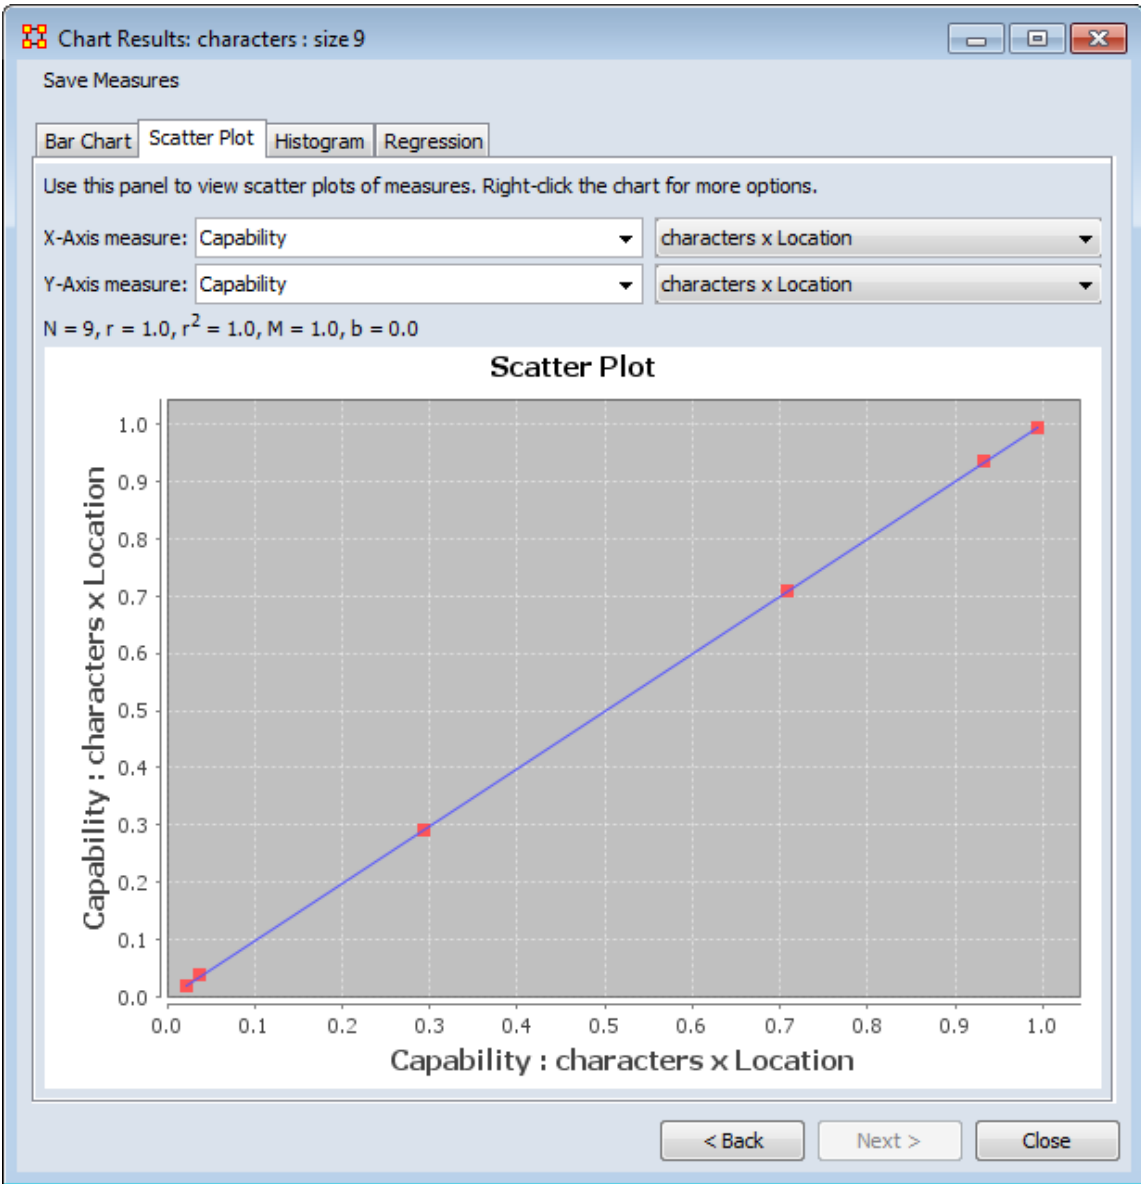 Chart Results: characters : size 9
Save Measures
Bar Chart Scatter Plot Histogram Regression
Use this panel to view scatter plots of measures. Right-click the chart for more options.
X-Axis measure: Capability characters x Location
Y-Axis measure: Capability characters x Location
N = 9, r = 1.0, r² = 1.0, M = 1.0, b = 0.0
Scatter Plot
Capability : characters x Location
1.0
0.9
0.8
0.7
0.6
0.5
0.4
0.3
0.2
0.1
0.0
0.0 0.1 0.2 0.3 0.4 0.5 0.6 0.7 0.8 0.9 1.0
Capability : characters x Location
< Back Next > Close